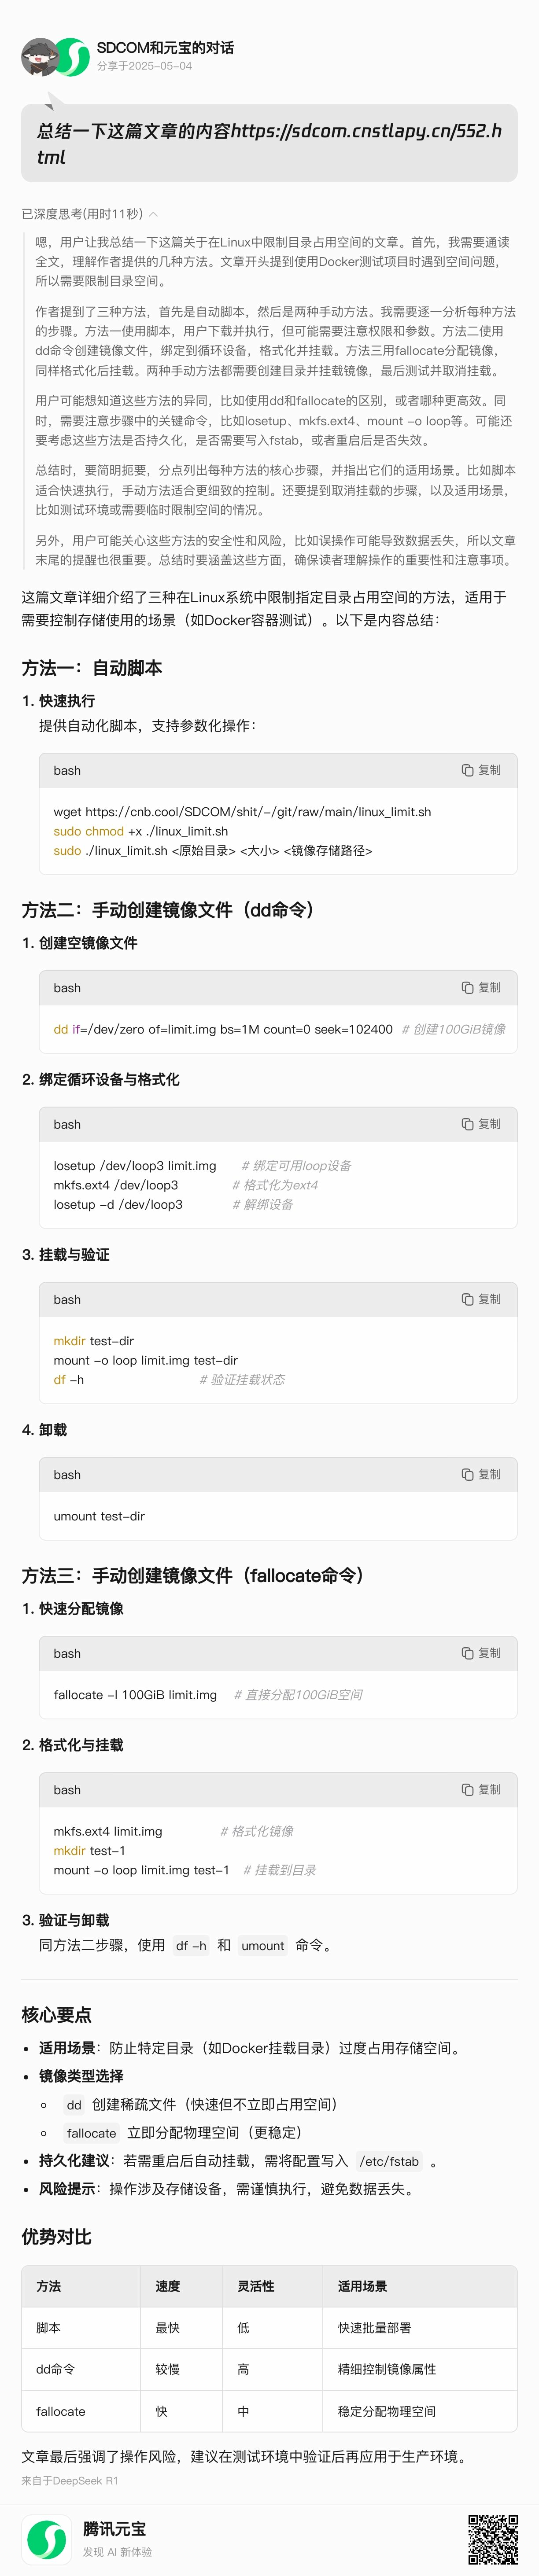 SDCOM和元宝的对话
分享于2025-05-04
总结一下这篇文章的内容https://sdcom.cnstlapy.cn/552.h
tml
已深度思考(用时11秒)
嗯，用户让我总结一下这篇关于在Linux中限制目录占用空间的文章。首先，我需要通读
全文，理解作者提供的几种方法。文章开头提到使用Docker测试项目时遇到空间问题，
所以需要限制目录空间。
作者提到了三种方法，首先是自动脚本，然后是两种手动方法。我需要逐一分析每种方法
的步骤。方法一使用脚本，用户下载并执行，但可能需要注意权限和参数。方法二使用
dd命令创建镜像文件，绑定到循环设备，格式化并挂载。方法三用fallocate分配镜像，
同样格式化后挂载。两种手动方法都需要创建目录并挂载镜像，最后测试并取消挂载。
用户可能想知道这些方法的异同，比如使用dd和fallocate的区别，或者哪种更高效。同
时，需要注意步骤中的关键命令，比如losetup、mkfs.ext4、mount -o loop等。可能还
要考虑这些方法是否持久化，是否需要写入fstab，或者重启后是否失效。
总结时，要简明扼要，分点列出每种方法的核心步骤，并指出它们的适用场景。比如脚本
适合快速执行，手动方法适合更细致的控制。还要提到取消挂载的步骤，以及适用场景，
比如测试环境或需要临时限制空间的情况。
另外，用户可能关心这些方法的安全性和风险，比如误操作可能导致数据丢失，所以文章
末尾的提醒也很重要。总结时要涵盖这些方面，确保读者理解操作的重要性和注意事项。
这篇文章详细介绍了三种在Linux系统中限制指定目录占用空间的方法，适用于
需要控制存储使用的场景（如Docker容器测试）。以下是内容总结：
方法一：自动脚本
1. 快速执行
提供自动化脚本，支持参数化操作：
bash 复制
wget https://cnb.cool/SDCOM/shit/-/git/raw/main/linux_limit.sh
sudo chmod +x ./linux_limit.sh
sudo ./linux_limit.sh <原始目录> <大小> <镜像存储路径>
方法二：手动创建镜像文件（dd命令）
1. 创建空镜像文件
bash 复制
dd if=/dev/zero of=limit.img bs=1M count=0 seek=102400 # 创建100GiB镜像
2. 绑定循环设备与格式化
bash 复制
losetup /dev/loop3 limit.img # 绑定可用loop设备
mkfs.ext4 /dev/loop3 # 格式化为ext4
losetup -d /dev/loop3 # 解绑设备
3. 挂载与验证
bash 复制
mkdir test-dir
mount -o loop limit.img test-dir
df -h # 验证挂载状态
4. 卸载
bash 复制
umount test-dir
方法三：手动创建镜像文件（fallocate命令）
1. 快速分配镜像
bash 复制
fallocate -l 100GiB limit.img # 直接分配100GiB空间
2. 格式化与挂载
bash 复制
mkfs.ext4 limit.img # 格式化镜像
mkdir test-1
mount -o loop limit.img test-1 # 挂载到目录
3. 验证与卸载
同方法二步骤，使用 df -h 和 umount 命令。
核心要点
• 适用场景：防止特定目录（如Docker挂载目录）过度占用存储空间。
• 镜像类型选择
◦ dd 创建稀疏文件（快速但不立即占用空间）
◦ fallocate 立即分配物理空间（更稳定）
• 持久化建议：若需重启后自动挂载，需将配置写入 /etc/fstab 。
• 风险提示：操作涉及存储设备，需谨慎执行，避免数据丢失。
优势对比
方法 速度 灵活性 适用场景
脚本 最快 低 快速批量部署
dd命令 较慢 高 精细控制镜像属性
fallocate 快 中 稳定分配物理空间
文章最后强调了操作风险，建议在测试环境中验证后再应用于生产环境。
来自于DeepSeek R1
腾讯元宝
发现 AI 新体验